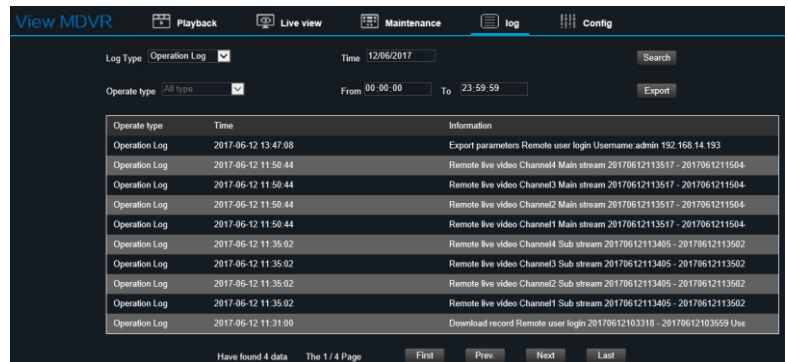 View MDVR Playback Live view Maintenance log Config
Log Type Operation Log Time 12/06/2017 Search
Operate type All type From 00:00:00 To 23:59:59 Export
Operate type Time Information
Operation Log 2017-06-12 13:47:08 Export parameters Remote user login Username:admin 192.168.14.193
Operation Log 2017-06-12 11:50:44 Remote live video Channel4 Main stream 20170612113517 - 2017061211504
Operation Log 2017-06-12 11:50:44 Remote live video Channel3 Main stream 20170612113517 - 2017061211504
Operation Log 2017-06-12 11:50:44 Remote live video Channel2 Main stream 20170612113517 - 2017061211504
Operation Log 2017-06-12 11:50:44 Remote live video Channel1 Main stream 20170612113517 - 2017061211504
Operation Log 2017-06-12 11:35:02 Remote live video Channel4 Sub stream 20170612113405 - 20170612113502
Operation Log 2017-06-12 11:35:02 Remote live video Channel3 Sub stream 20170612113405 - 20170612113502
Operation Log 2017-06-12 11:35:02 Remote live video Channel2 Sub stream 20170612113405 - 20170612113502
Operation Log 2017-06-12 11:35:02 Remote live video Channel1 Sub stream 20170612113405 - 20170612113502
Operation Log 2017-06-12 11:31:00 Download record Remote user login 20170612103318 - 20170612103559 Use
Have found 4 data The 1 / 4 Page First Prev. Next Last